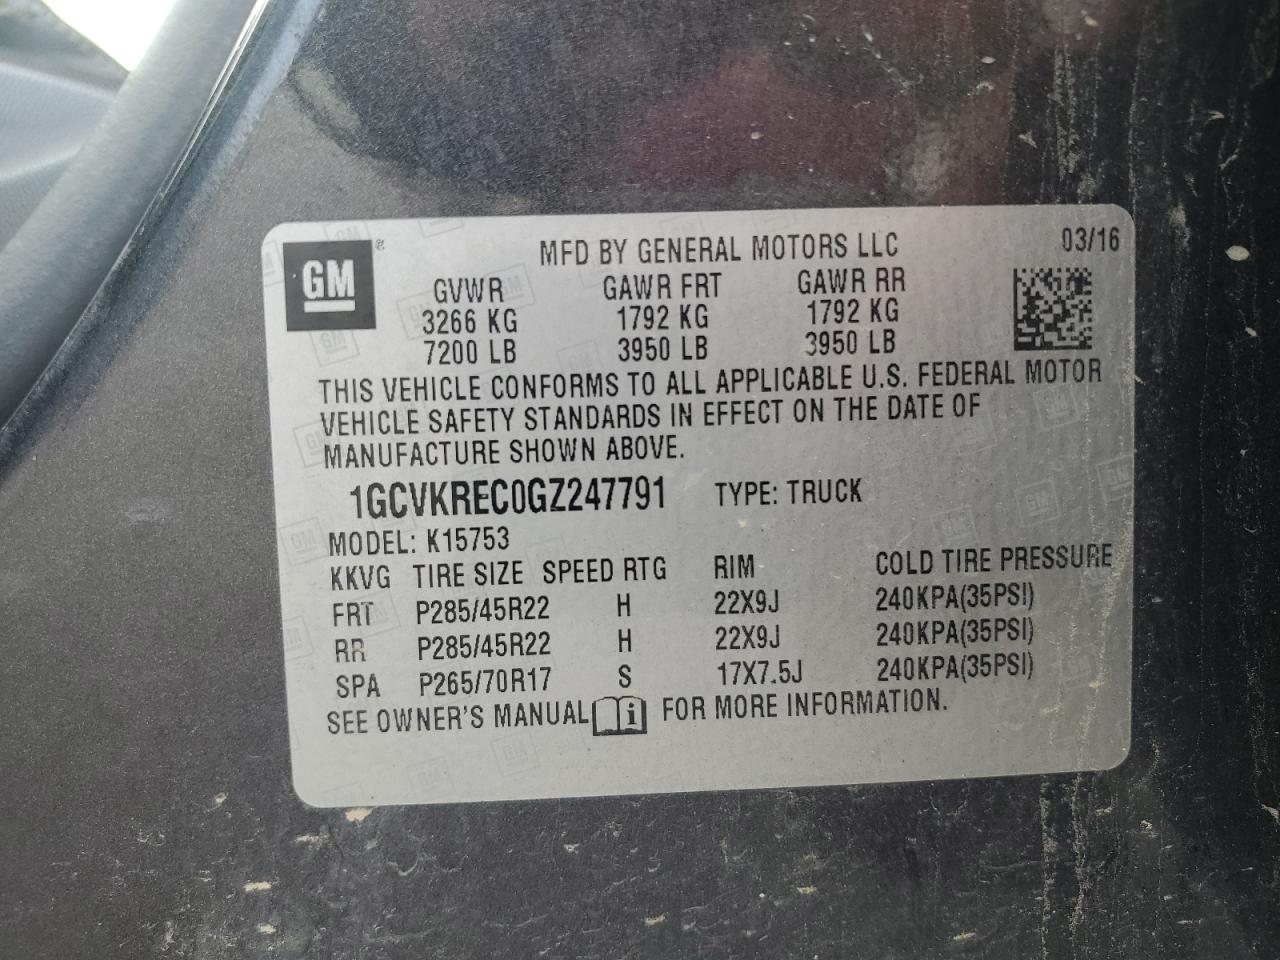 GM ® MFD BY GENERAL MOTORS LLC 03/16
GVWR GAWR FRT GAWR RR
3266 KG 1792 KG 1792 KG
7200 LB 3950 LB 3950 LB
THIS VEHICLE CONFORMS TO ALL APPLICABLE U.S. FEDERAL MOTOR
VEHICLE SAFETY STANDARDS IN EFFECT ON THE DATE OF
MANUFACTURE SHOWN ABOVE.
1GCVKREC0GZ247791 TYPE: TRUCK
MODEL: K15753
KKVG TIRE SIZE SPEED RTG RIM COLD TIRE PRESSURE
FRT P285/45R22 H 22X9J 240KPA(35PSI)
RR P285/45R22 H 22X9J 240KPA(35PSI)
SPA P265/70R17 S 17X7.5J 240KPA(35PSI)
SEE OWNER'S MANUAL i FOR MORE INFORMATION.